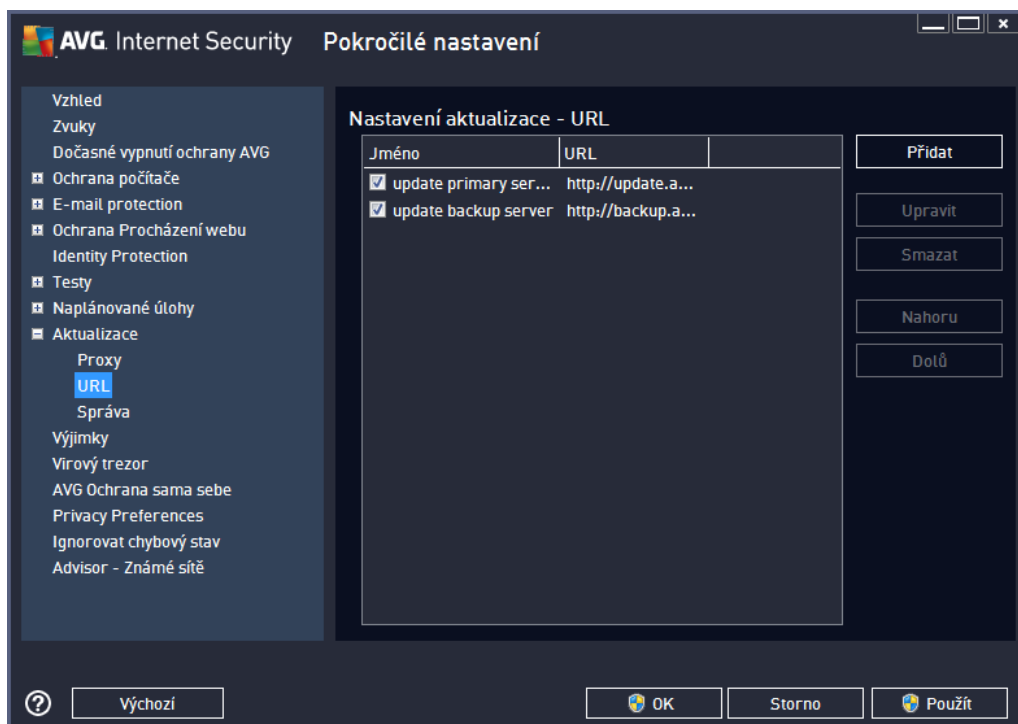 AVG. Internet Security Pokročilé nastavení
Vzhled
Zvuky
Dočasné vypnutí ochrany AVG
Ochrana počítače
E-mail protection
Ochrana Procházení webu
Identity Protection
Testy
Naplánované úlohy
Aktualizace
Proxy
URL
Správa
Výjimky
Virový trezor
AVG Ochrana sama sebe
Privacy Preferences
Ignorovat chybový stav
Advisor - Známé sítě
Nastavení aktualizace - URL
Jméno URL
update primary ser... http://update.a...
update backup server http://backup.a...
Přidat
Upravit
Smazat
Nahoru
Dolů
? Výchozí OK Storno Použít